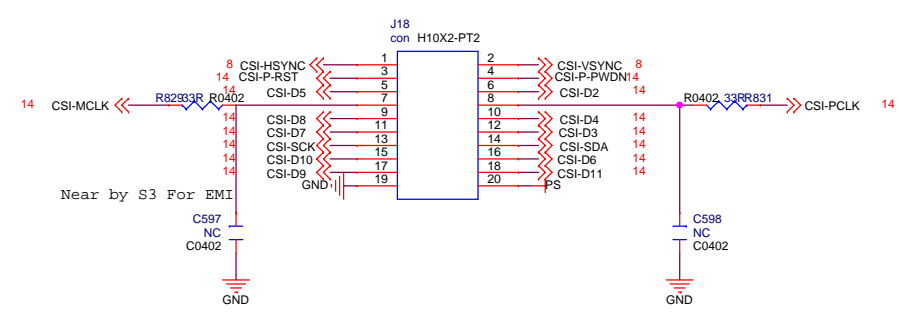 J18
con H10X2-PT2
8 CSI-HSYNC 1 2 CSI-VSYNC 8
14 CSI-P-RST 3 4 CSI-P-PWDN 14
14 CSI-D5 5 6 CSI-D2 14
14 CSI-MCLK R829 33R R0402 7 8 R0402 33R R831 CSI-PCLK 14
14 CSI-D8 9 10 CSI-D4 14
14 CSI-D7 11 12 CSI-D3 14
14 CSI-SCK 13 14 CSI-SDA 14
14 CSI-D10 15 16 CSI-D6 14
14 CSI-D9 17 18 CSI-D11 14
GND 19 20 PS
Near by S3 For EMI
C597 C598
NC NC
C0402 C0402
GND GND